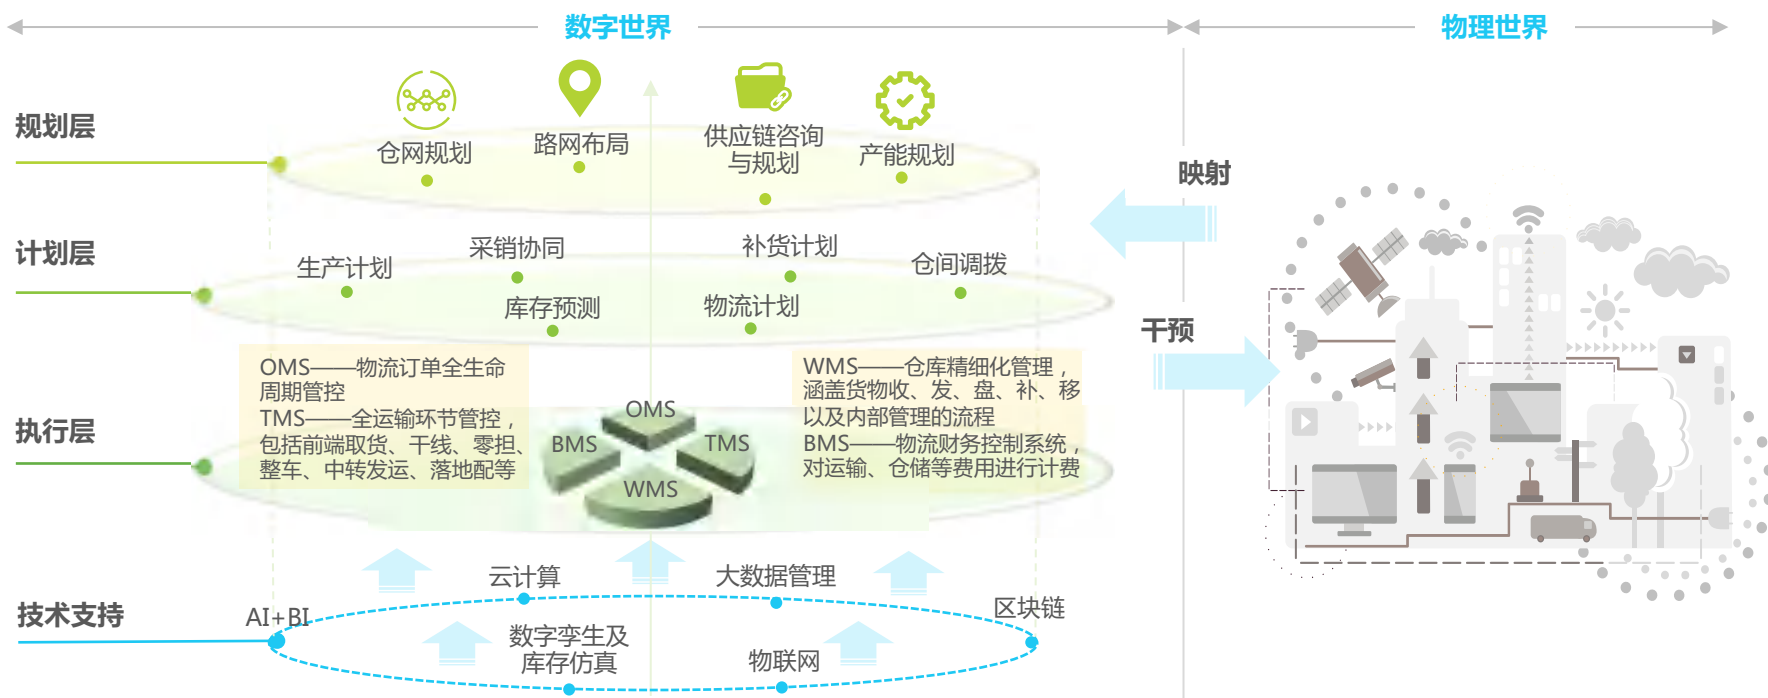 数字世界
物理世界
规划层
仓网规划
路网布局
供应链咨询
与规划
产能规划
映射
计划层
生产计划
采销协同
补货计划
仓间调拨
库存预测
物流计划
干预
执行层
OMS——物流订单全生命
周期管控
TMS——全运输环节管控，
包括前端取货、干线、零担、
整车、中转发运、落地配等
OMS
BMS
TMS
WMS
WMS——仓库精细化管理，
涵盖货物收、发、盘、补、移
以及内部管理的流程
BMS——物流财务控制系统，
对运输、仓储等费用进行计费
技术支持
AI+BI
云计算
大数据管理
区块链
数字孪生及
库存仿真
物联网